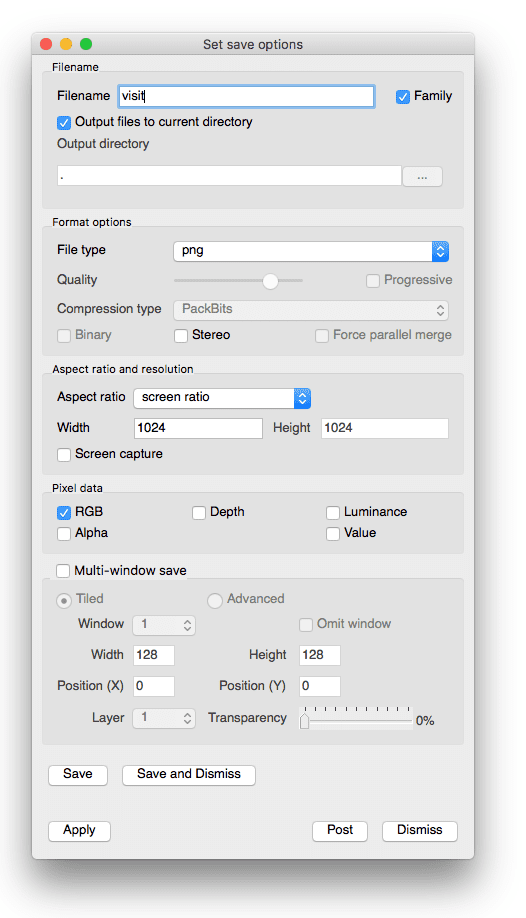 Set save options
Filename
Filename visit Family
Output files to current directory
Output directory
. ...
Format options
File type png
Quality Progressive
Compression type PackBits
Binary Stereo Force parallel merge
Aspect ratio and resolution
Aspect ratio screen ratio
Width 1024 Height 1024
Screen capture
Pixel data
RGB Depth Luminance
Alpha Value
Multi-window save
Tiled Advanced
Window 1 Omit window
Width 128 Height 128
Position (X) 0 Position (Y) 0
Layer 1 Transparency 0%
Save Save and Dismiss
Apply Post Dismiss